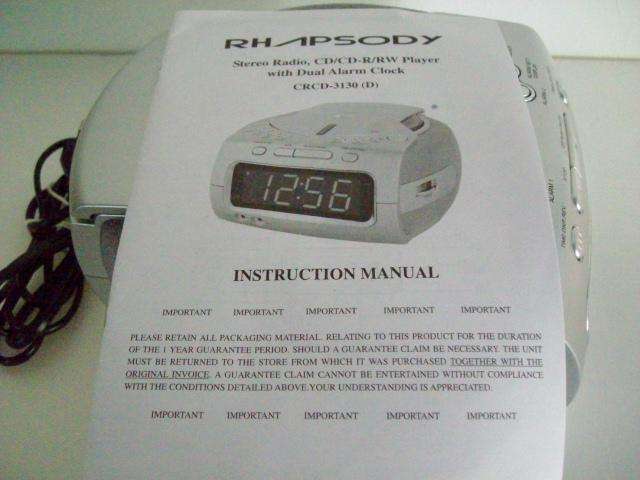 RHAPSODY
Stereo Radio, CD/CD-R/RW Player
with Dual Alarm Clock
CRCD-3130 (D)
12:56
INSTRUCTION MANUAL
IMPORTANT IMPORTANT IMPORTANT IMPORTANT IMPORTANT
PLEASE RETAIN ALL PACKAGING MATERIAL. RELATING TO THIS PRODUCT FOR THE DURATION
OF THE 1 YEAR GUARANTEE PERIOD. SHOULD A GUARANTEE CLAIM BE NECESSARY. THE UNIT
MUST BE RETURNED TO THE STORE FROM WHICH IT WAS PURCHASED TOGETHER WITH THE
ORIGINAL INVOICE. A GUARANTEE CLAIM CANNOT BE ENTERTAINED WITHOUT COMPLIANCE
WITH THE CONDITIONS DETAILED ABOVE.YOUR UNDERSTANDING IS APPRECIATED.
IMPORTANT IMPORTANT IMPORTANT IMPORTANT IMPORTANT
ALARM 1